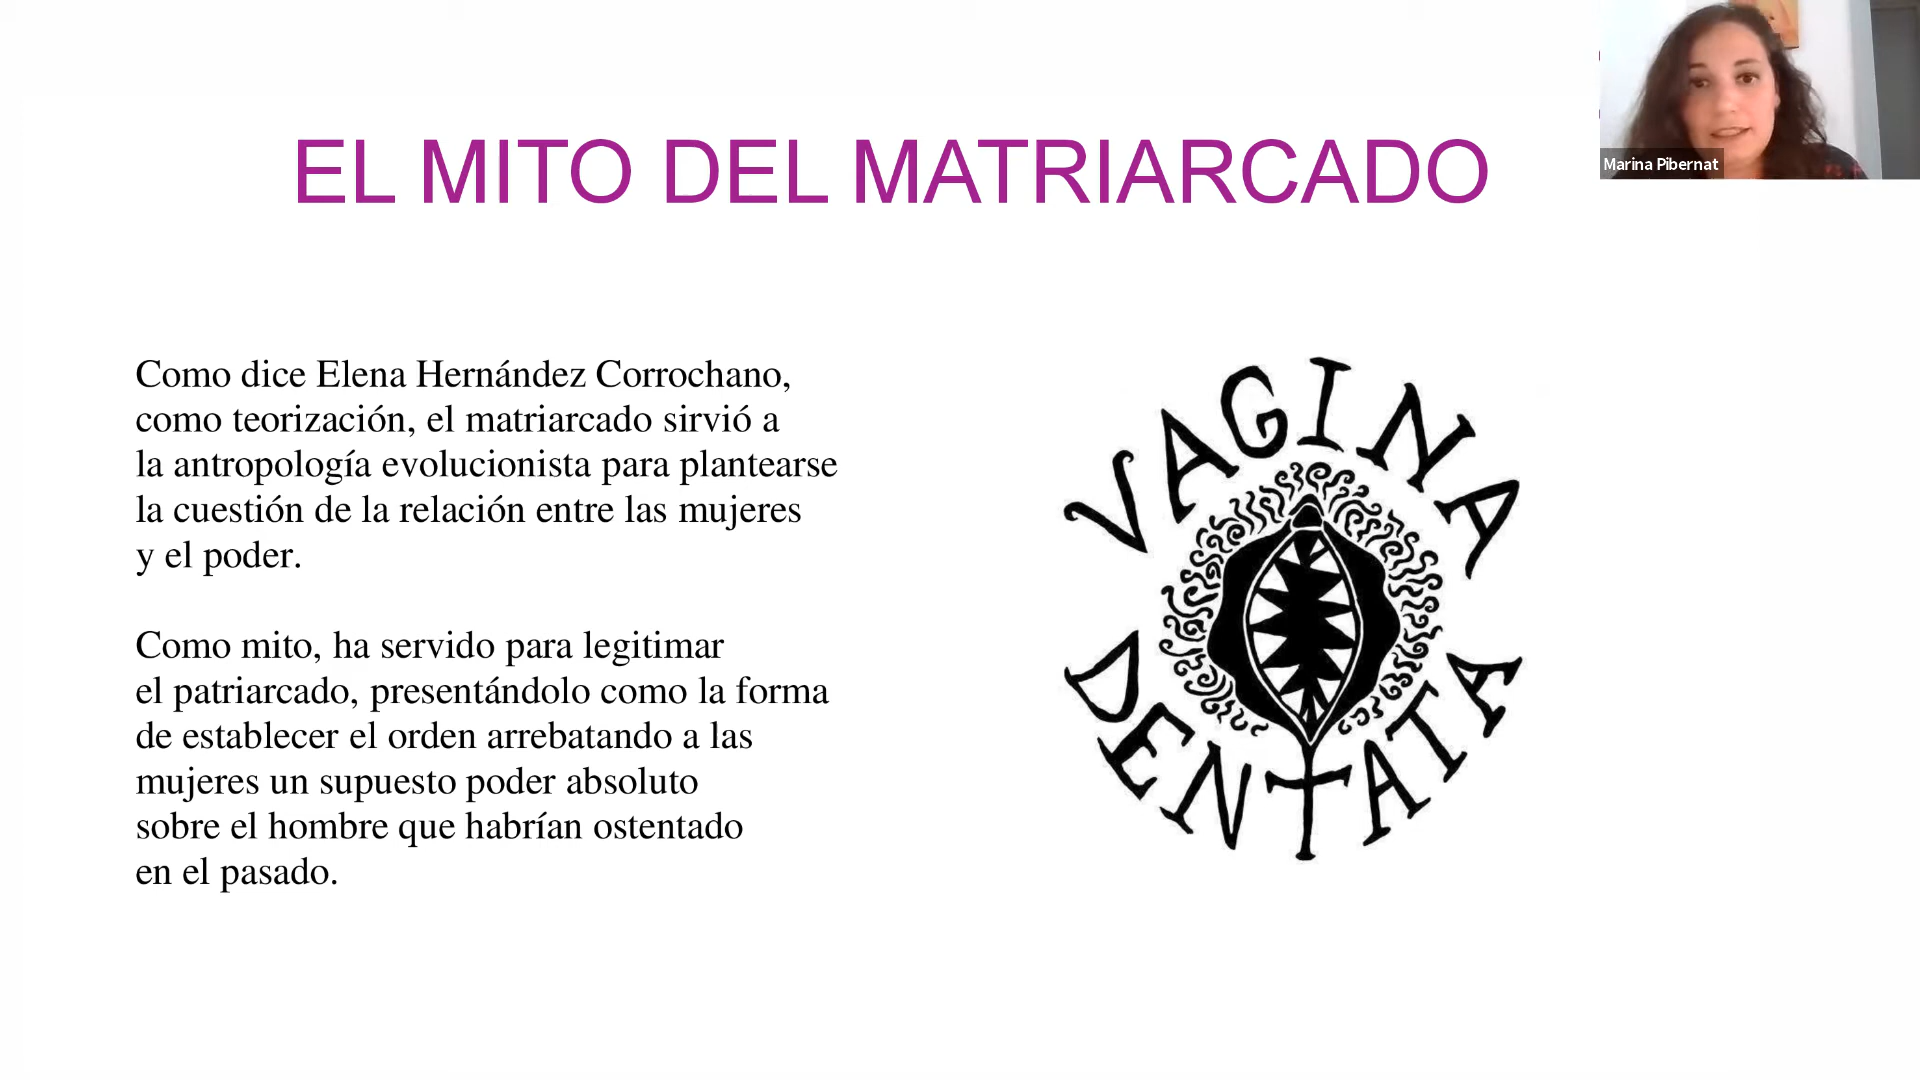 EL MITO DEL MATRIARCADO
Marina Pibernat
Como dice Elena Hernández Corrochano,
como teorización, el matriarcado sirvió a
la antropología evolucionista para plantearse
la cuestión de la relación entre las mujeres
y el poder.
Como mito, ha servido para legitimar
el patriarcado, presentándolo como la forma
de establecer el orden arrebatando a las
mujeres un supuesto poder absoluto
sobre el hombre que habrían ostentado
en el pasado.
VAGINA
DENTATA